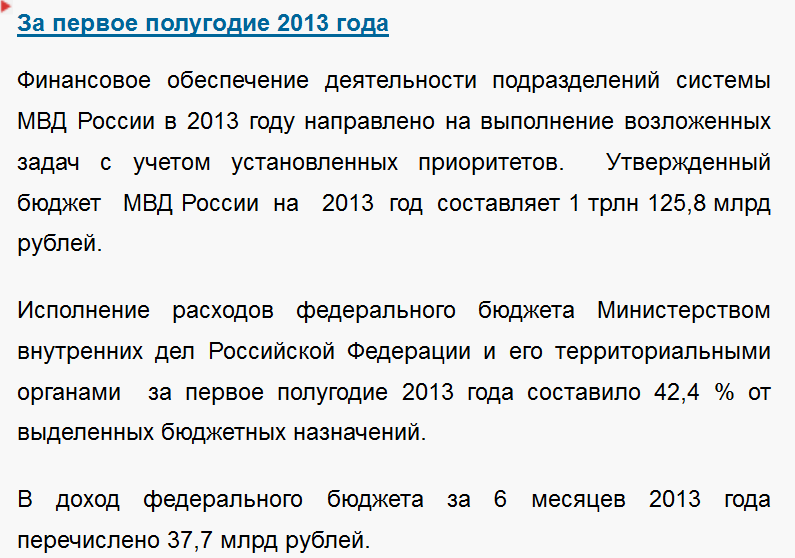 За первое полугодие 2013 года
Финансовое обеспечение деятельности подразделений системы
МВД России в 2013 году направлено на выполнение возложенных
задач с учетом установленных приоритетов. Утвержденный
бюджет МВД России на 2013 год составляет 1 трлн 125,8 млрд
рублей.
Исполнение расходов федерального бюджета Министерством
внутренних дел Российской Федерации и его территориальными
органами за первое полугодие 2013 года составило 42,4 % от
выделенных бюджетных назначений.
В доход федерального бюджета за 6 месяцев 2013 года
перечислено 37,7 млрд рублей.